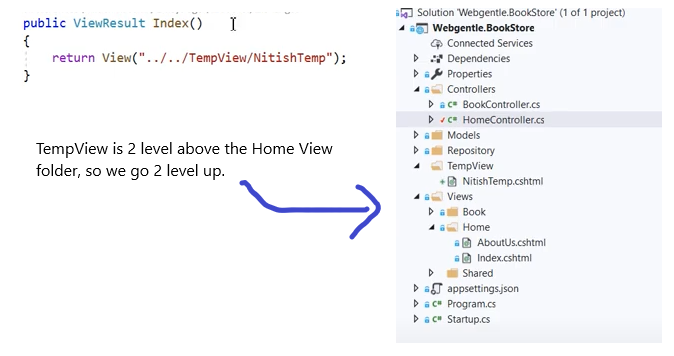 public ViewResult Index()
{
return View("../../TempView/NitishTemp");
}
TempView is 2 level above the Home View
folder, so we go 2 level up.
Solution 'Webgentle.BookStore' (1 of 1 project)
Webgentle.BookStore
Connected Services
Dependencies
Properties
Controllers
C# BookController.cs
C# HomeController.cs
Models
Repository
TempView
NitishTemp.cshtml
Views
Book
Home
AboutUs.cshtml
Index.cshtml
Shared
appsettings.json
C# Program.cs
C# Startup.cs